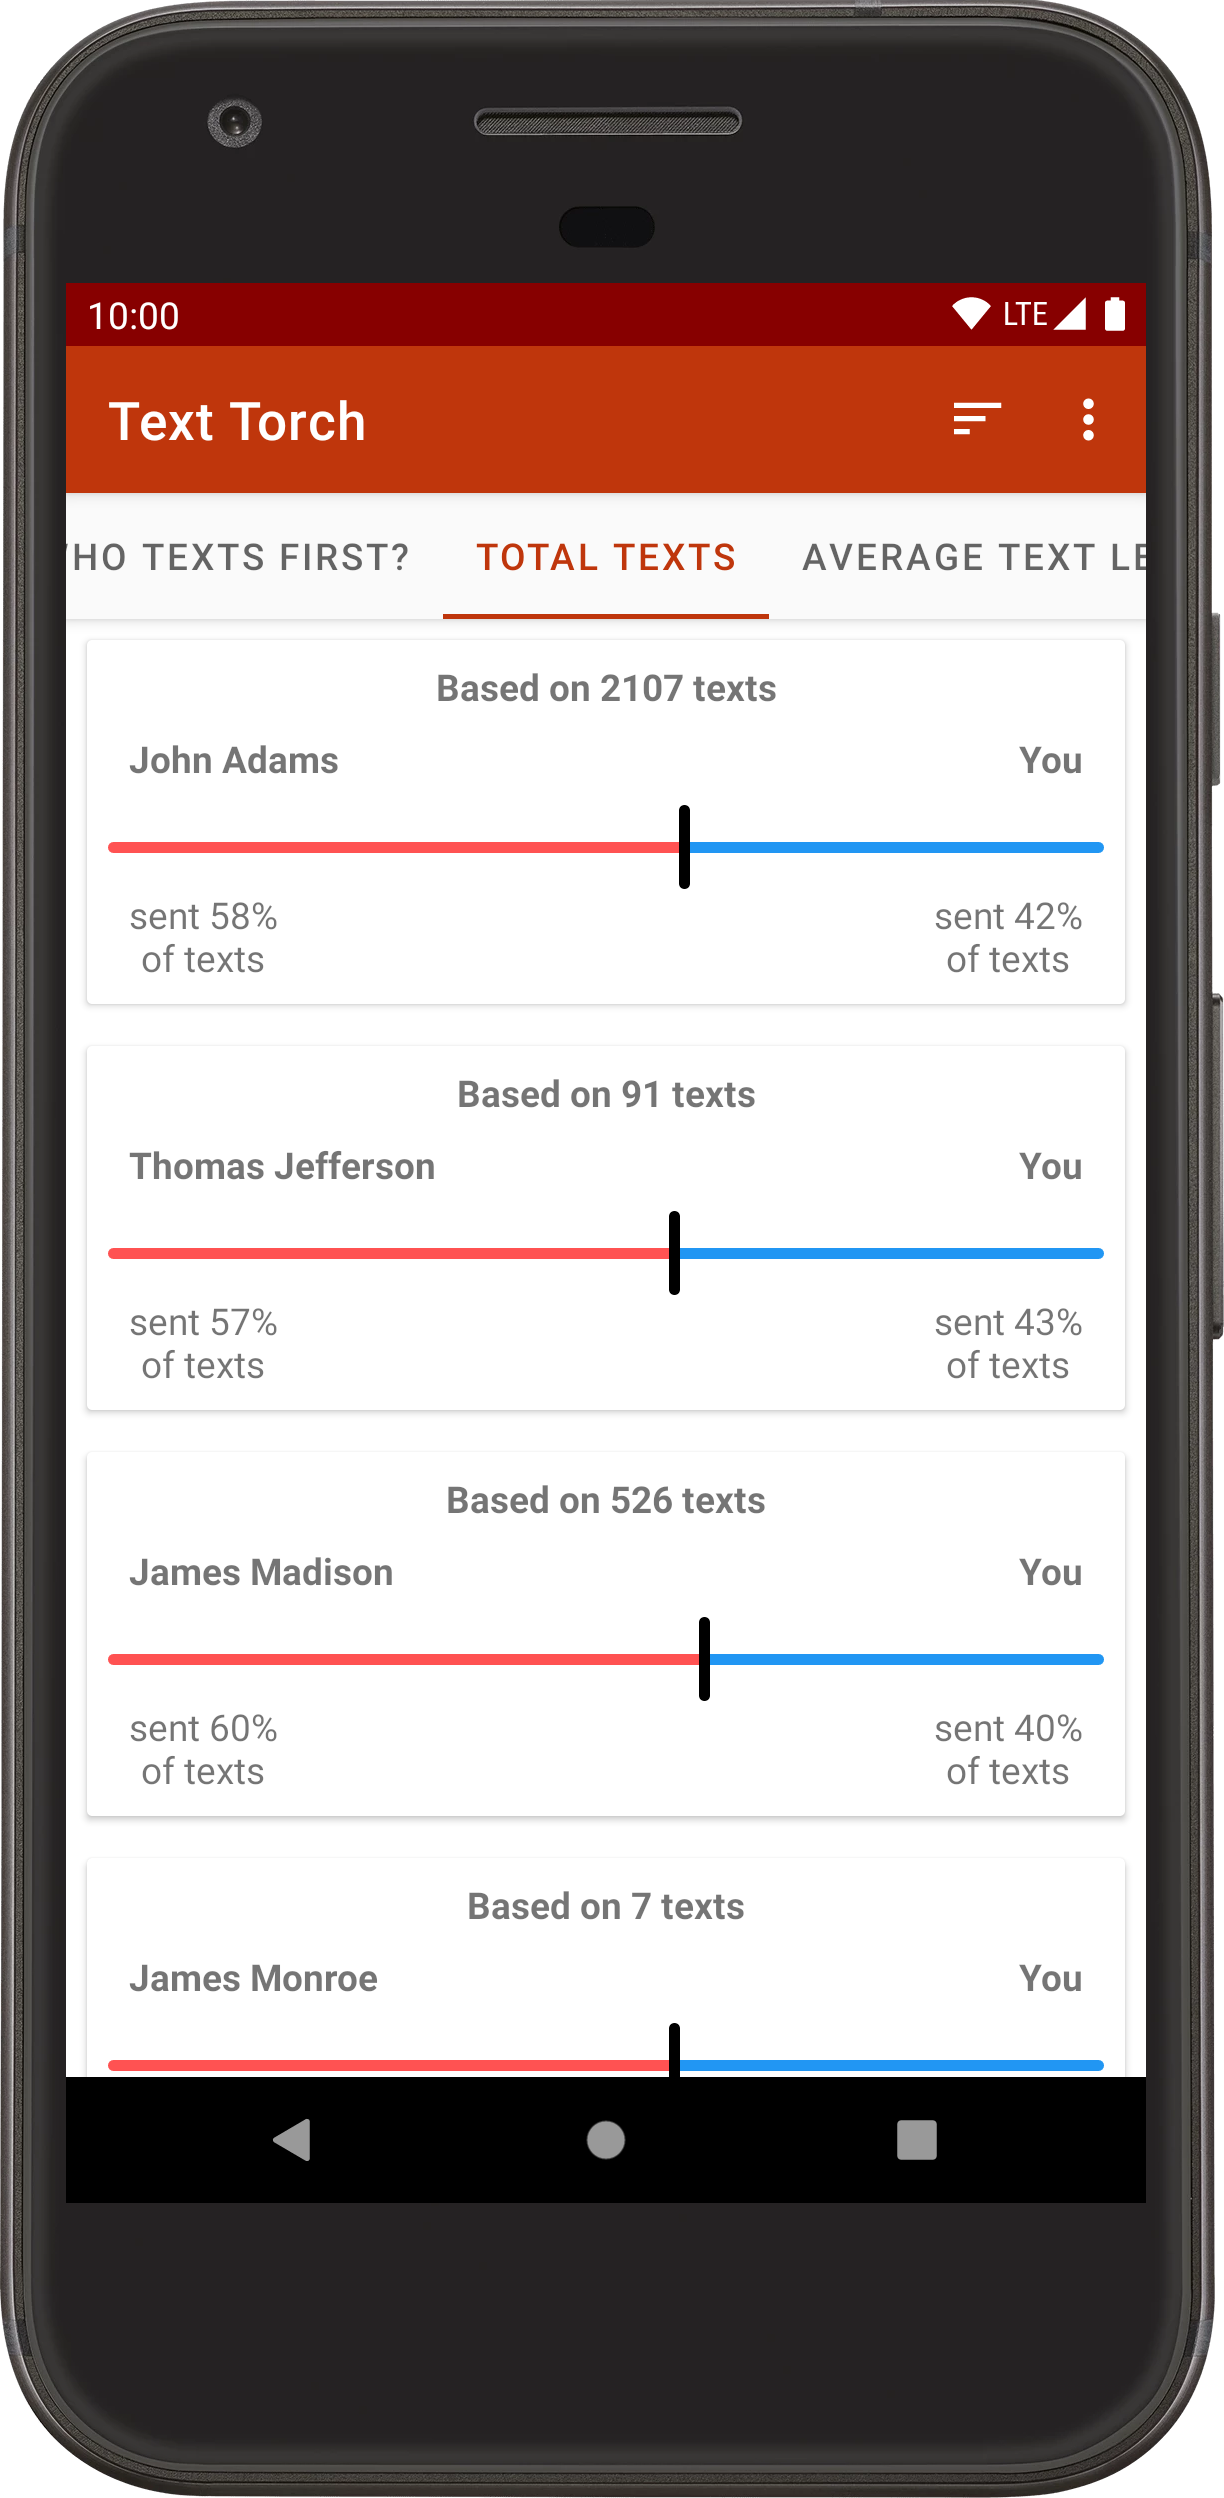 10:00 LTE
Text Torch
HO TEXTS FIRST? TOTAL TEXTS AVERAGE TEXT LE
Based on 2107 texts
John Adams You
sent 58% sent 42%
of texts of texts
Based on 91 texts
Thomas Jefferson You
sent 57% sent 43%
of texts of texts
Based on 526 texts
James Madison You
sent 60% sent 40%
of texts of texts
Based on 7 texts
James Monroe You